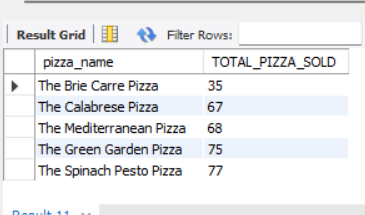 Result Grid Filter Rows:
pizza_name TOTAL_PIZZA_SOLD
The Brie Carre Pizza 35
The Calabrese Pizza 67
The Mediterranean Pizza 68
The Green Garden Pizza 75
The Spinach Pesto Pizza 77
Result 11